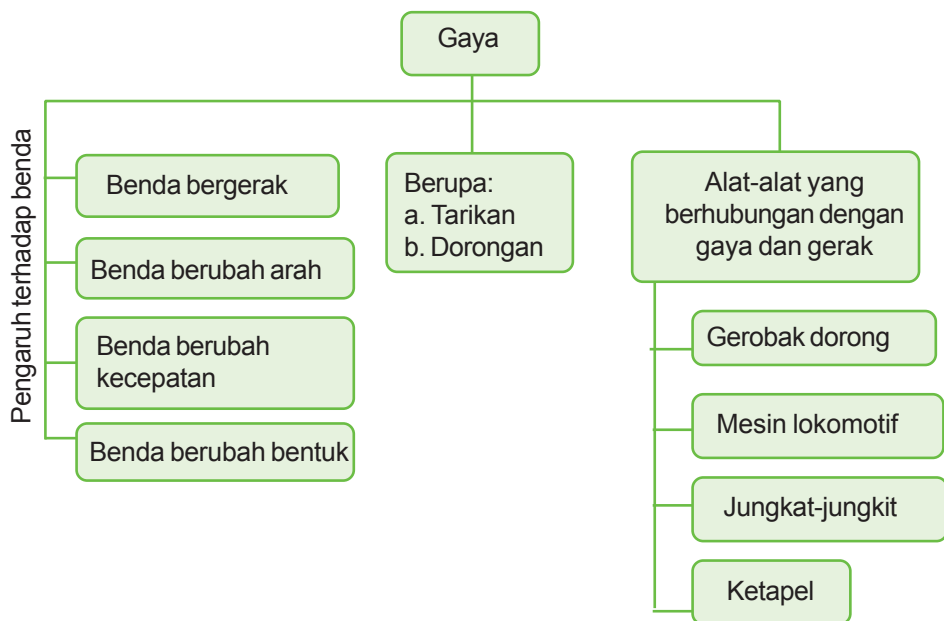 Gaya
Pengaruh terhadap benda
Benda bergerak
Benda berubah arah
Benda berubah
kecepatan
Benda berubah bentuk
Berupa:
a. Tarikan
b. Dorongan
Alat-alat yang
berhubungan dengan
gaya dan gerak
Gerobak dorong
Mesin lokomotif
Jungkat-jungkit
Ketapel